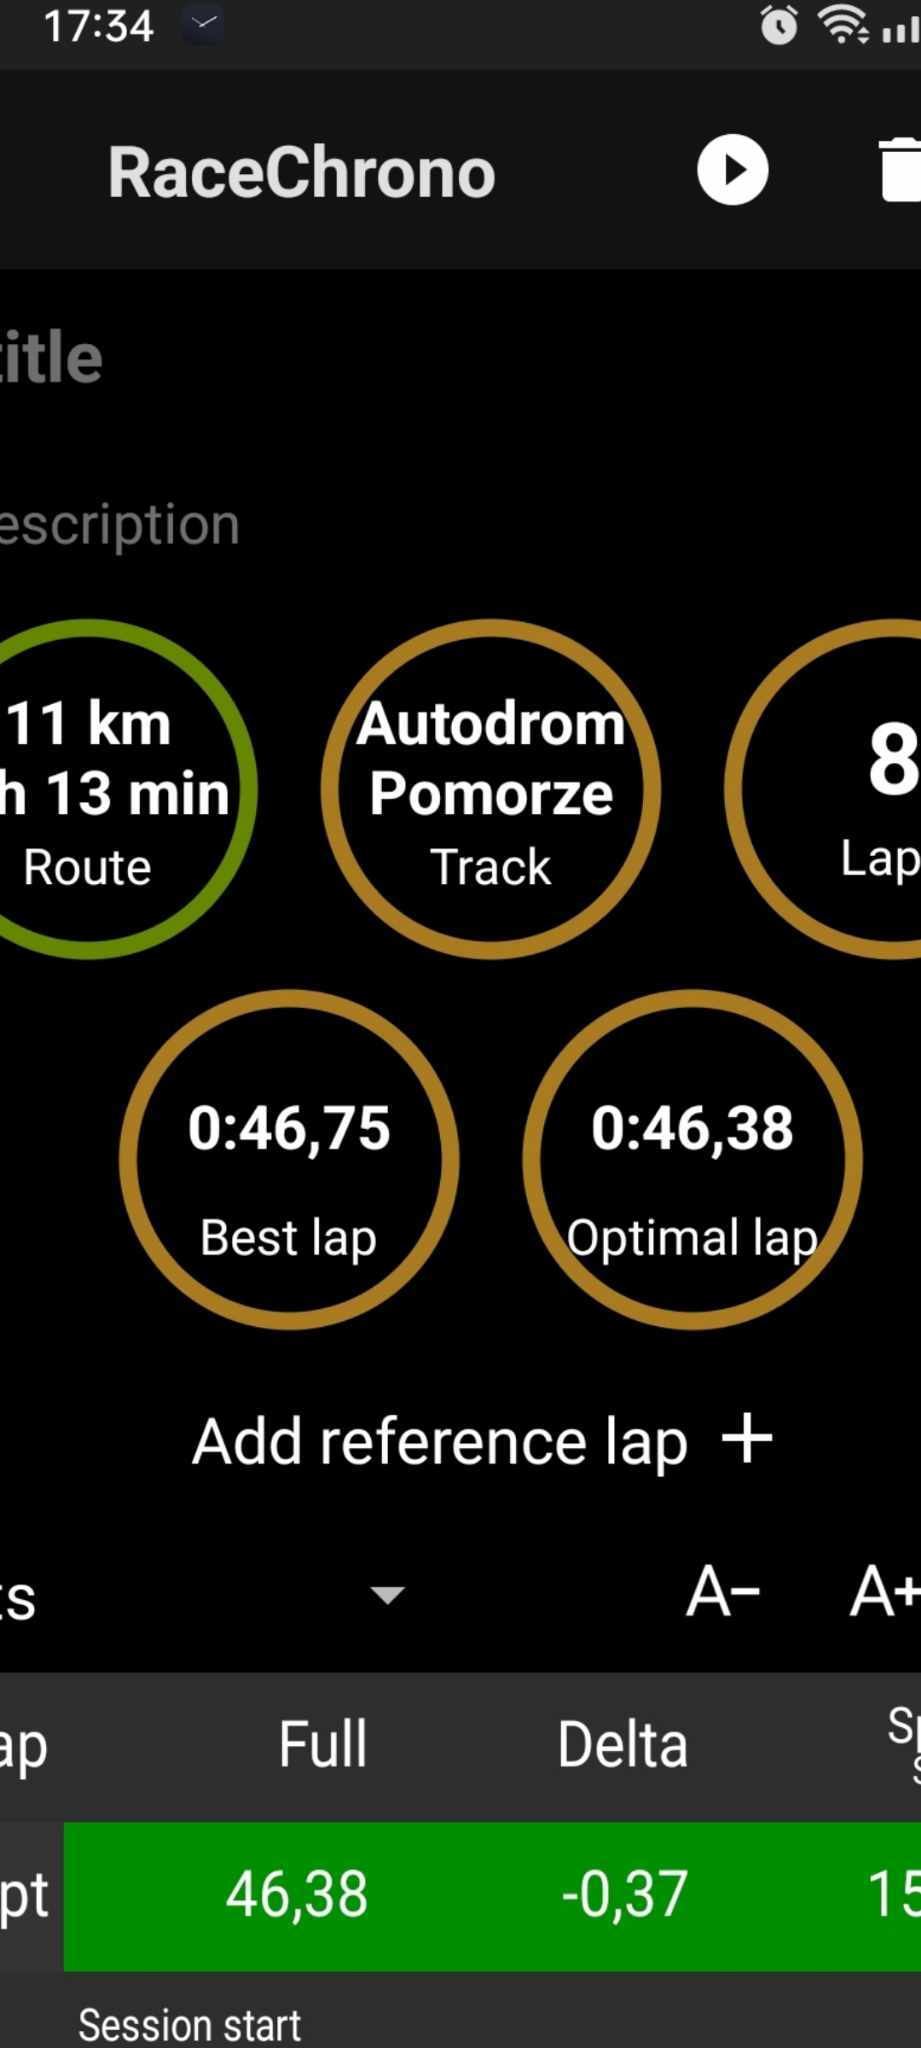 17:34
RaceChrono
title
escription
11 km
h 13 min
Route
Autodrom
Pomorze
Track
8
Lap
0:46,75
Best lap
0:46,38
Optimal lap
Add reference lap +
ts
A-
A+
ap
Full
Delta
Sp
pt
46,38
-0,37
15
Session start